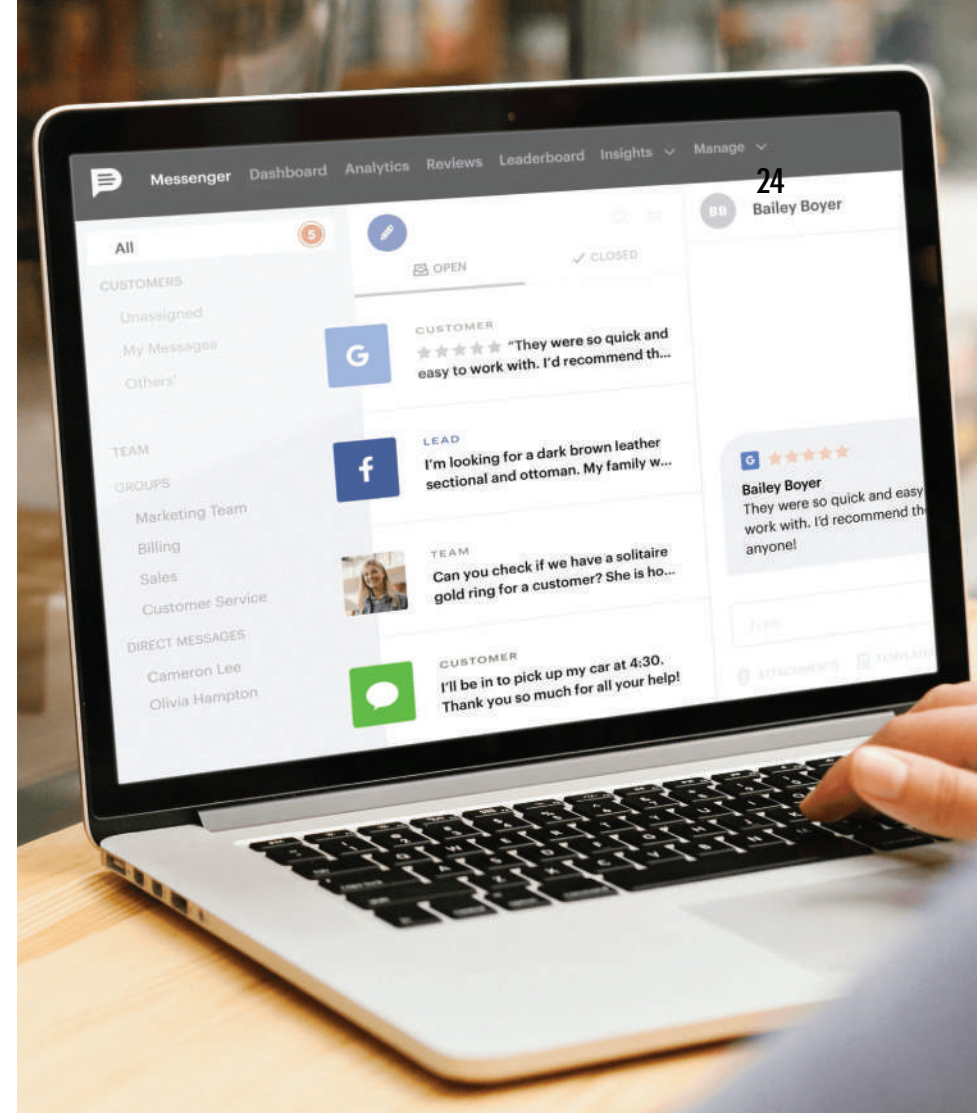 Messenger Dashboard Analytics Reviews Leaderboard Insights Manage
24
All
5
CUSTOMERS
Unassigned
My Messages
Others'
TEAM
GROUPS
Marketing Team
Billing
Sales
Customer Service
DIRECT MESSAGES
Cameron Lee
Olivia Hampton
OPEN
CLOSED
G
CUSTOMER
"They were so quick and
easy to work with. I'd recommend th...
f
LEAD
I'm looking for a dark brown leather
sectional and ottoman. My family w...
TEAM
Can you check if we have a solitaire
gold ring for a customer? She is ho...
CUSTOMER
I'll be in to pick up my car at 4:30.
Thank you so much for all your help!
BB
Bailey Boyer
G
Bailey Boyer
They were so quick and easy
work with. I'd recommend the
anyone!
ATTACHMENTS